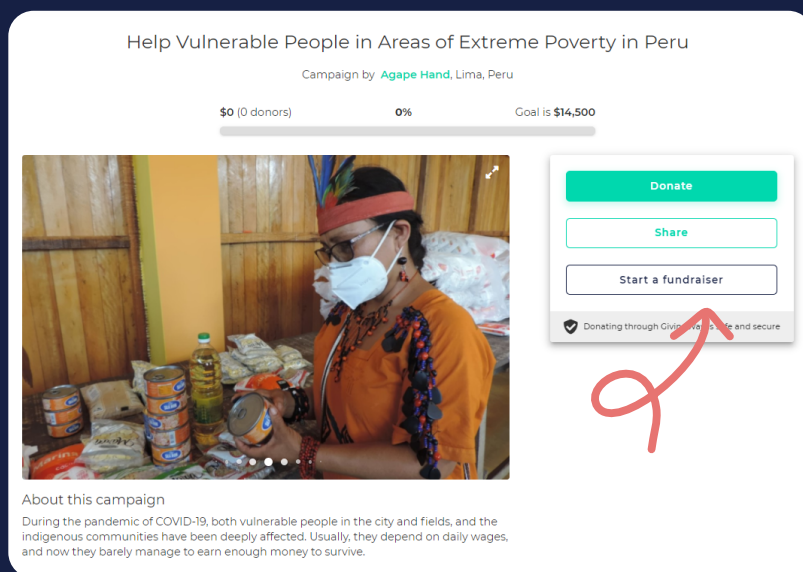 Help Vulnerable People in Areas of Extreme Poverty in Peru
Campaign by Agape Hand, Lima, Peru
$0 (0 donors) 0% Goal is $14,500
Donate
Share
Start a fundraiser
Donating through and secure
About this campaign
During the pandemic of COVID-19, both vulnerable people in the city and fields, and the
indigenous communities have been deeply affected. Usually, they depend on daily wages,
and now they barely manage to earn enough money to survive.